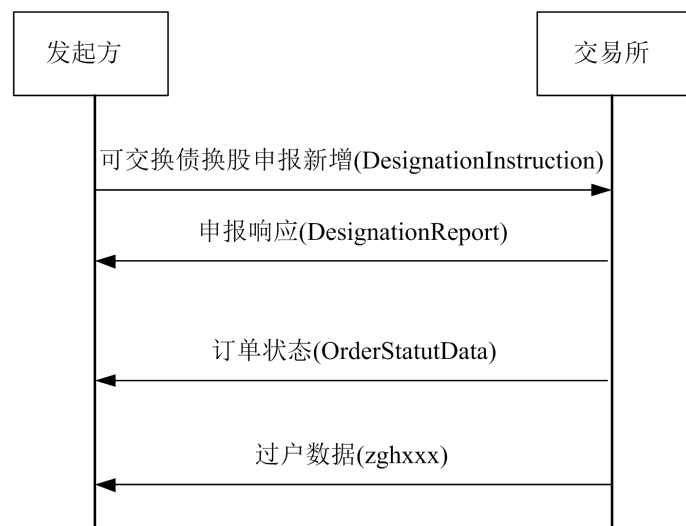 发起方
交易所
可交换债换股申报新增(DesignationInstruction)
申报响应(DesignationReport)
订单状态(OrderStatutData)
过户数据(zghxxx)